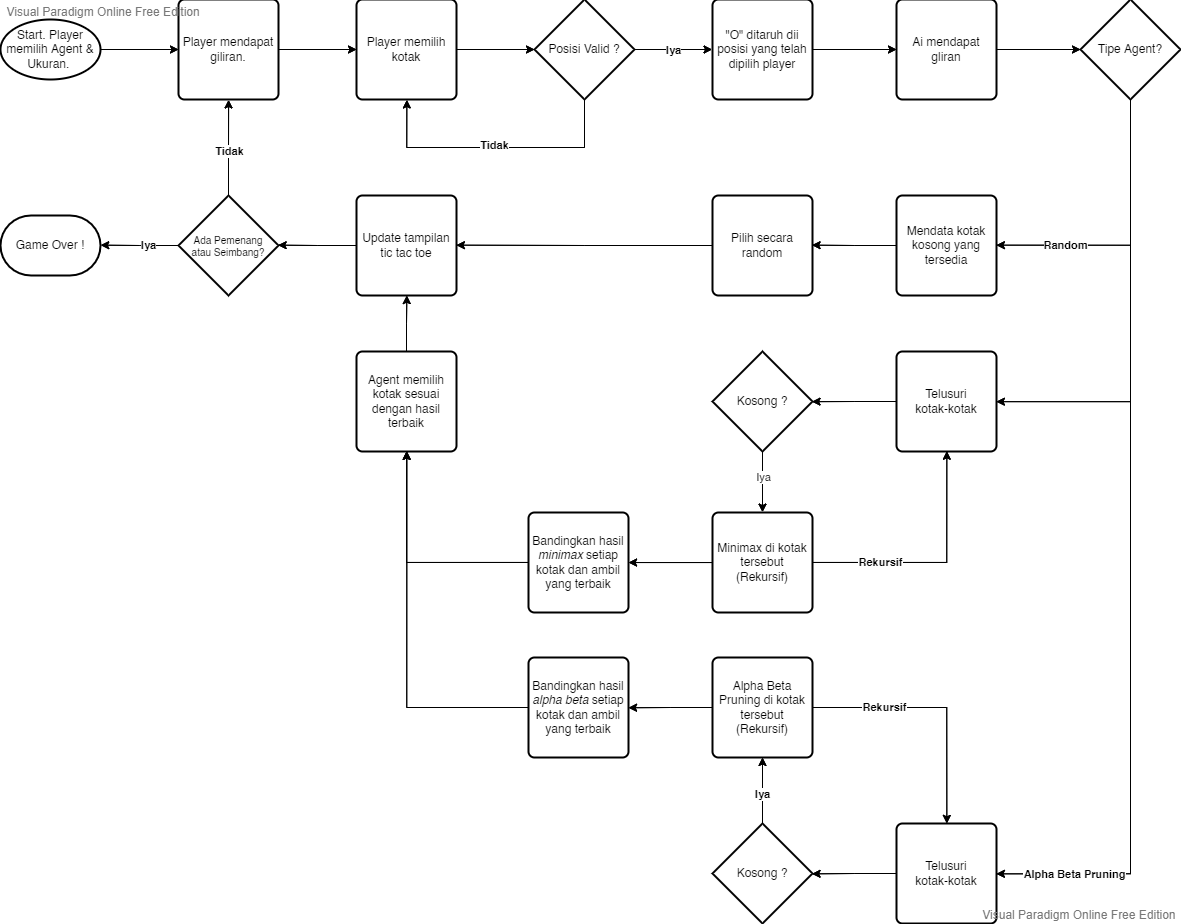 Visual Paradigm Online Free Edition
Start. Player
memilih Agent &
Ukuran.
Player mendapat
giliran.
Player memilih
kotak
Posisi Valid ?
Iya
"O" ditaruh dii
posisi yang telah
dipilih player
Ai mendapat
gliran
Tipe Agent?
Tidak
Tidak
Game Over !
Iya
Ada Pemenang
atau Seimbang?
Update tampilan
tic tac toe
Pilih secara
random
Mendata kotak
kosong yang
tersedia
Random
Agent memilih
kotak sesuai
dengan hasil
terbaik
Kosong ?
Telusuri
kotak-kotak
Iya
Bandingkan hasil
minimax setiap
kotak dan ambil
yang terbaik
Minimax di kotak
tersebut
(Rekursif)
Rekursif
Bandingkan hasil
alpha beta setiap
kotak dan ambil
yang terbaik
Alpha Beta
Pruning di kotak
tersebut
(Rekursif)
Rekursif
Iya
Kosong ?
Telusuri
kotak-kotak
Alpha Beta Pruning
Visual Paradigm Online Free Edition